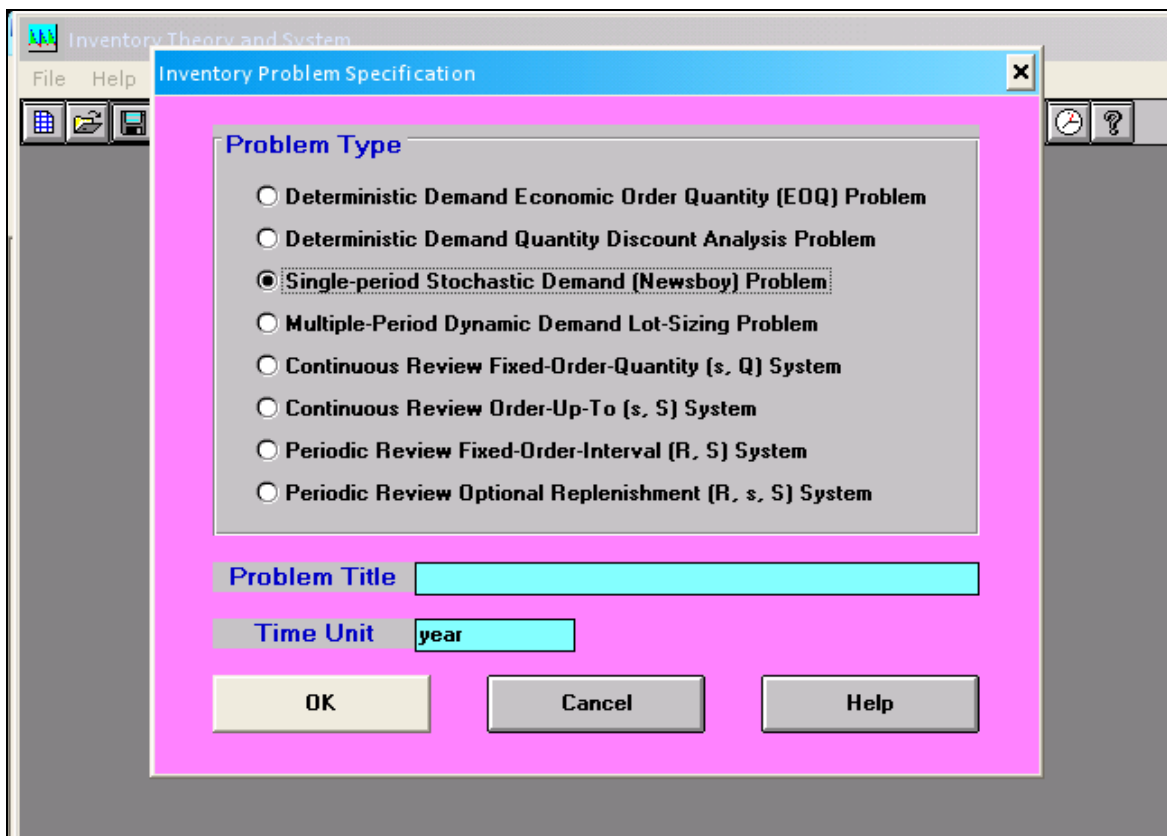 Inventory Theory and System
File Help
Inventory Problem Specification
Problem Type
Deterministic Demand Economic Order Quantity (EOQ) Problem
Deterministic Demand Quantity Discount Analysis Problem
Single-period Stochastic Demand (Newsboy) Problem
Multiple-Period Dynamic Demand Lot-Sizing Problem
Continuous Review Fixed-Order-Quantity (s, Q) System
Continuous Review Order-Up-To (s, S) System
Periodic Review Fixed-Order-Interval (R, S) System
Periodic Review Optional Replenishment (R, s, S) System
Problem Title
Time Unit year
OK Cancel Help